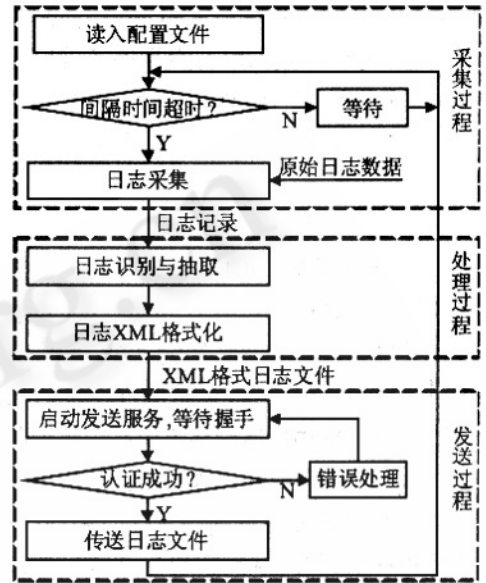 读入配置文件
间隔时间超时？
N
等待
Y
日志采集
原始日志数据
采集过程
日志记录
日志识别与抽取
日志XML格式化
处理过程
XML格式日志文件
启动发送服务,等待握手
认证成功？
N
错误处理
Y
传送日志文件
发送过程